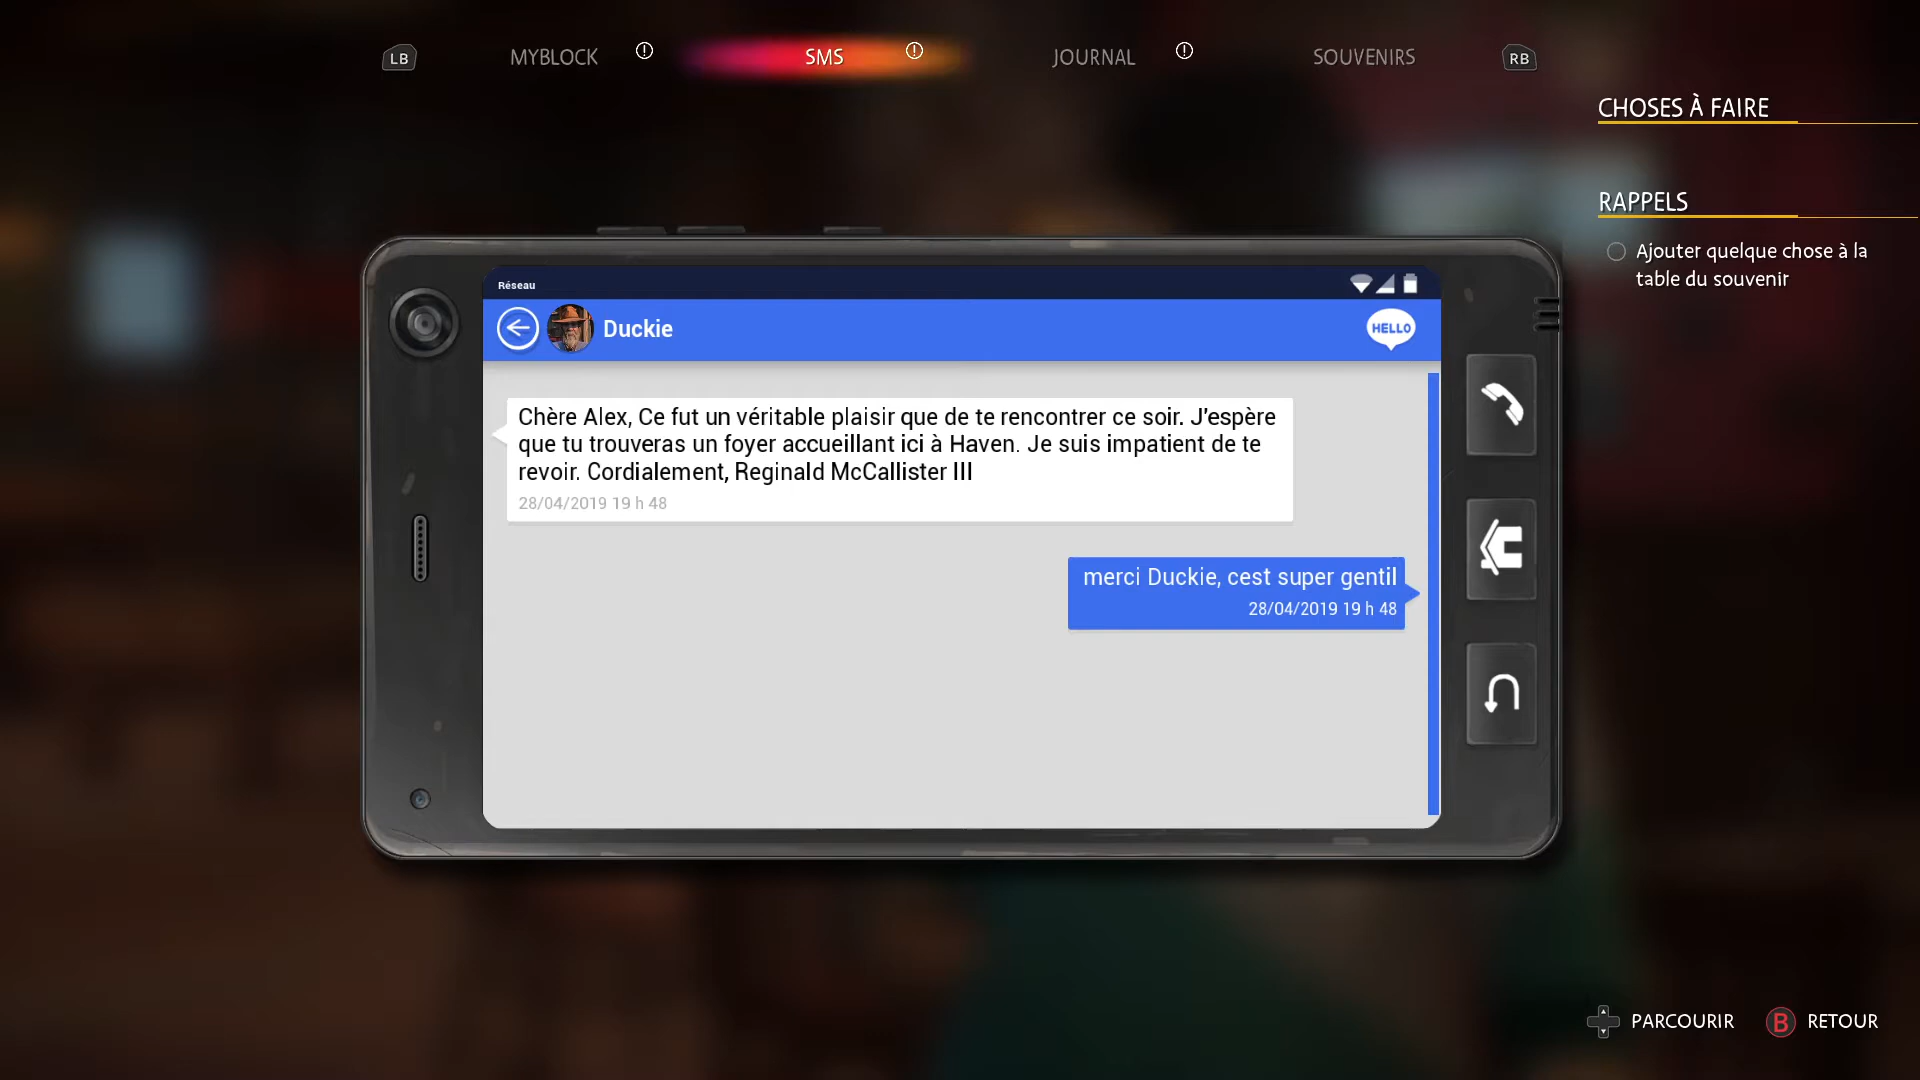 LB
MYBLOCK
SMS
JOURNAL
SOUVENIRS
RB
CHOSES À FAIRE
RAPPELS
Ajouter quelque chose à la
table du souvenir
Réseau
Duckie
HELLO
Chère Alex, Ce fut un véritable plaisir que de te rencontrer ce soir. J'espère
que tu trouveras un foyer accueillant ici à Haven. Je suis impatient de te
revoir. Cordialement, Reginald McCallister III
28/04/2019 19 h 48
merci Duckie, cest super gentil
28/04/2019 19 h 48
PARCOURIR
B RETOUR